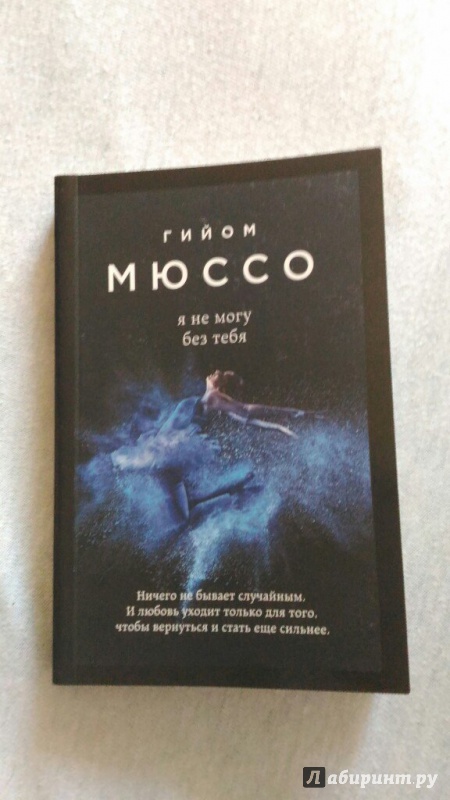 ГИЙОМ
МЮССО
я не могу
без тебя
Ничего не бывает случайным.
И любовь уходит только для того,
чтобы вернуться и стать еще сильнее.
Лабиринт.ру